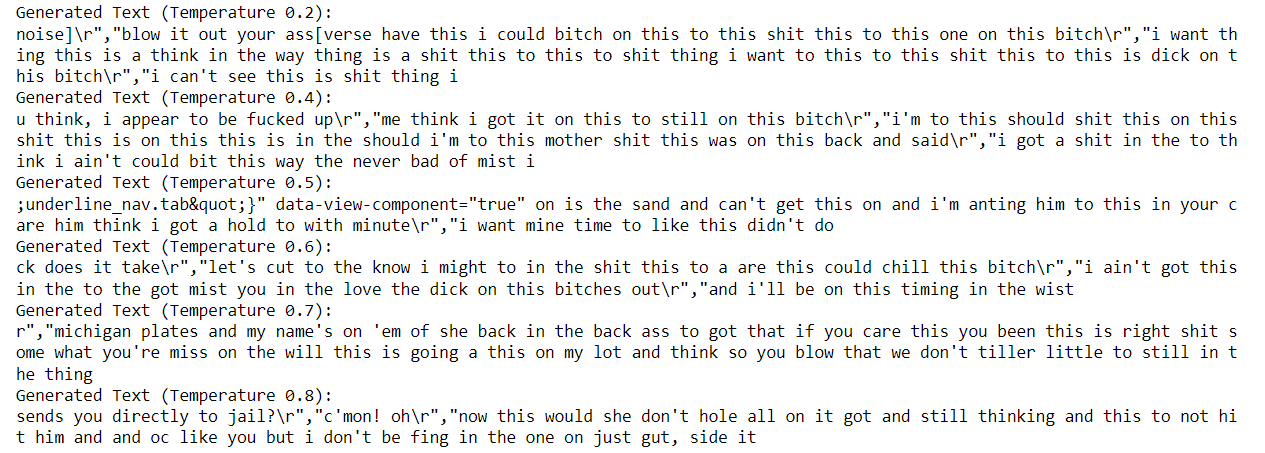 Generated Text (Temperature 0.2):
noise]\r","blow it out your ass[verse have this i could bitch on this to this shit this to this one on this bitch\r","i want th
ing this is a think in the way thing is a shit this to this to shit thing i want to this to this shit this to this is dick on t
his bitch\r","i can't see this is shit thing i
Generated Text (Temperature 0.4):
u think, i appear to be fucked up\r","me think i got it on this to still on this bitch\r","i'm to this should shit this on this
shit this is on this this is in the should i'm to this mother shit this was on this back and said\r","i got a shit in the to th
ink i ain't could bit this way the never bad of mist i
Generated Text (Temperature 0.5):
;underline_nav.tab&quot;}" data-view-component="true" on is the sand and can't get this on and i'm anting him to this in your c
are him think i got a hold to with minute\r","i want mine time to like this didn't do
Generated Text (Temperature 0.6):
ck does it take\r","let's cut to the know i might to in the shit this to a are this could chill this bitch\r","i ain't got this
in the to the got mist you in the love the dick on this bitches out\r","and i'll be on this timing in the wist
Generated Text (Temperature 0.7):
r","michigan plates and my name's on 'em of she back in the back ass to got that if you care this you been this is right shit s
ome what you're miss on the will this is going a this on my lot and think so you blow that we don't tiller little to still in t
he thing
Generated Text (Temperature 0.8):
sends you directly to jail?\r","c'mon! oh\r","now this would she don't hole all on it got and still thinking and this to not hi
t him and and oc like you but i don't be fing in the one on just gut, side it